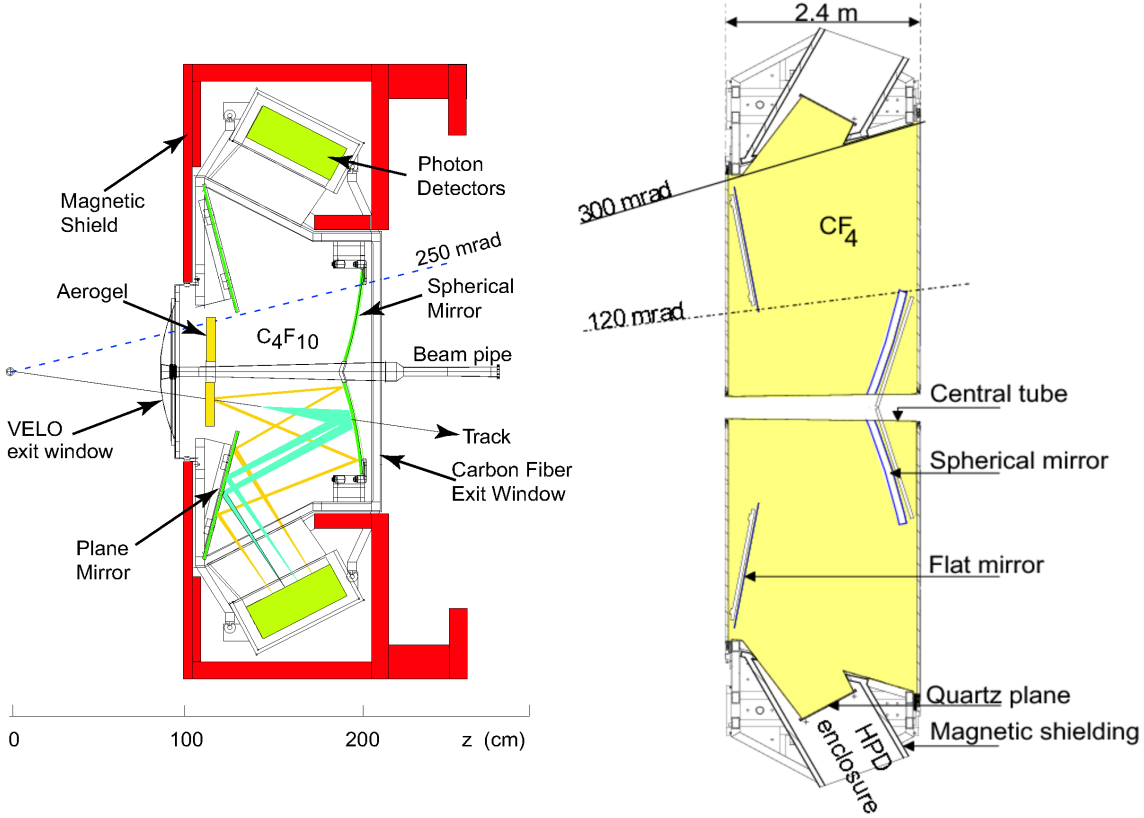 Magnetic
Shield
Photon
Detectors
250 mrad
Aerogel
C4F10
Spherical
Mirror
Beam pipe
VELO
exit window
Track
Carbon Fiber
Exit Window
Plane
Mirror
0
100
200
z (cm)
2.4 m
300 mrad
CF4
120 mrad
Central tube
Spherical mirror
Flat mirror
Quartz plane
Magnetic shielding
HPD
enclosure